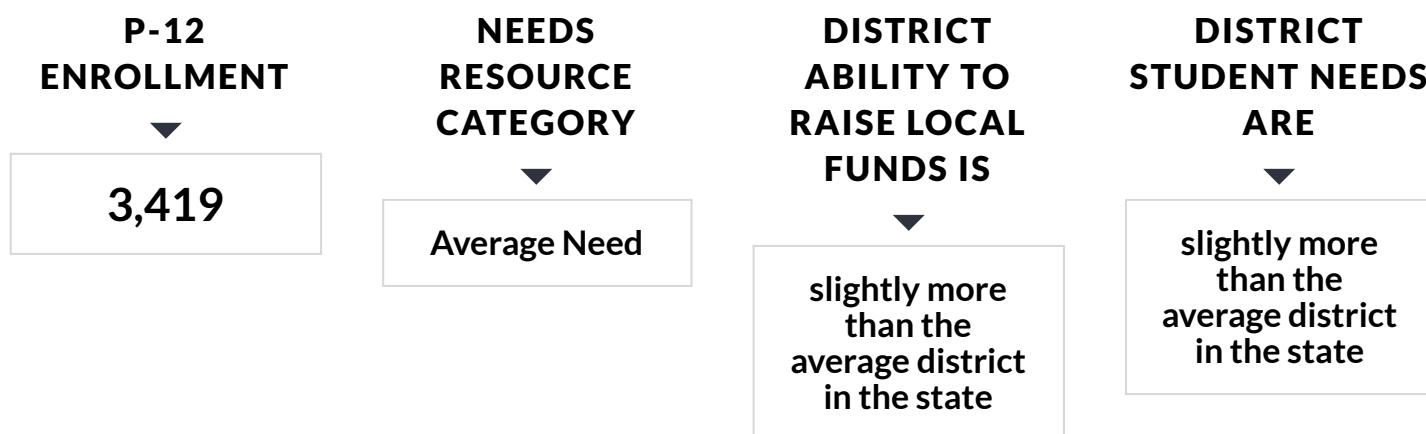 P-12
ENROLLMENT
3,419
NEEDS
RESOURCE
CATEGORY
Average Need
DISTRICT
ABILITY TO
RAISE LOCAL
FUNDS IS
slightly more
than the
average district
in the state
DISTRICT
STUDENT NEEDS
ARE
slightly more
than the
average district
in the state